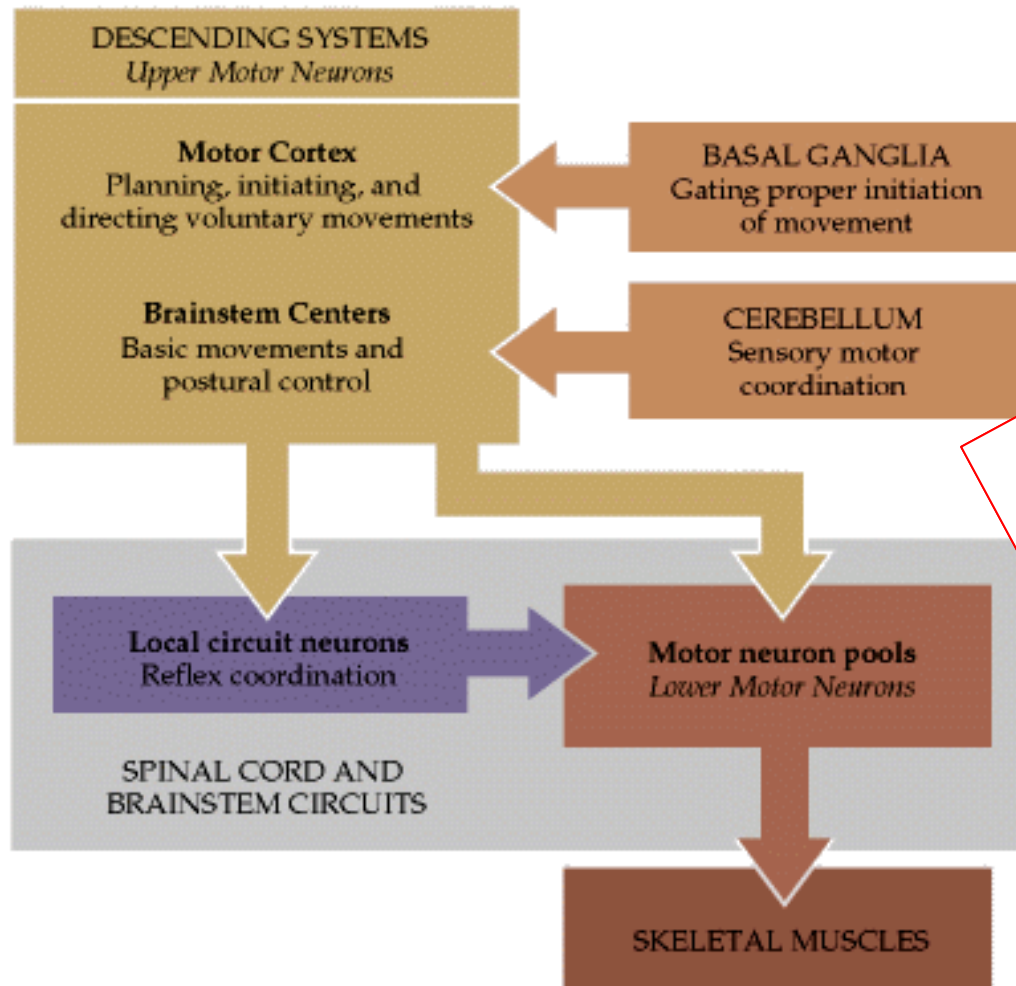 DESCENDING SYSTEMS
Upper Motor Neurons
Motor Cortex
Planning, initiating, and
directing voluntary movements
BASAL GANGLIA
Gating proper initiation
of movement
Brainstem Centers
Basic movements and
postural control
CEREBELLUM
Sensory motor
coordination
Local circuit neurons
Reflex coordination
Motor neuron pools
Lower Motor Neurons
SPINAL CORD AND
BRAINSTEM CIRCUITS
SKELETAL MUSCLES